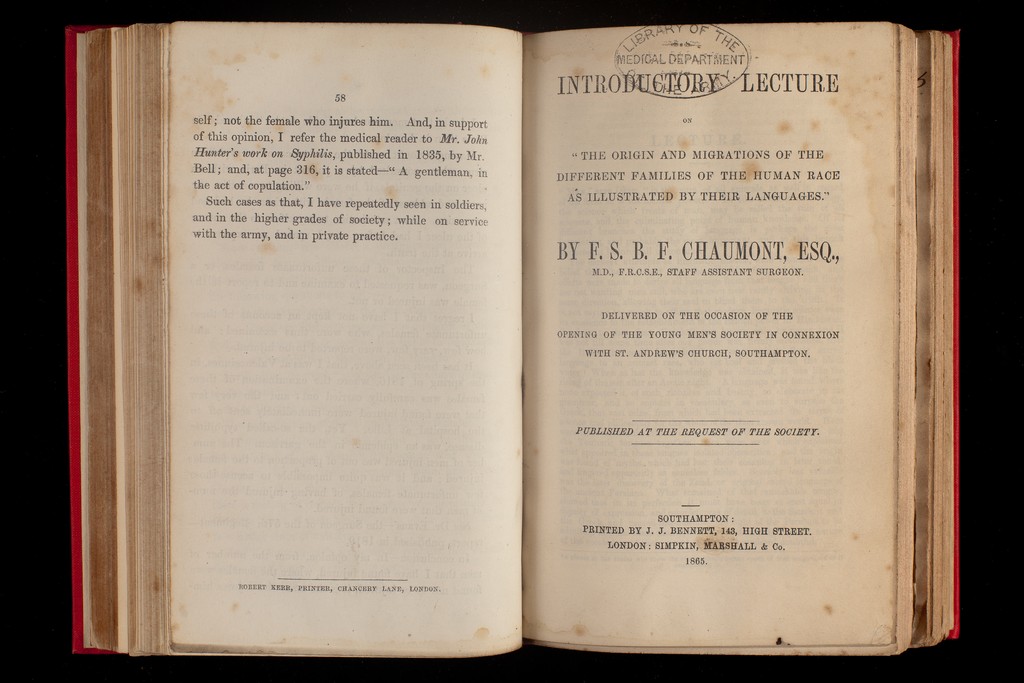 58
self; not the female who injures him. And, in support
of this opinion, I refer the medical reader to Mr. John
Hunter's work on Syphilis, published in 1835, by Mr.
Bell; and, at page 316, it is stated—“ A gentleman, in
the act of copulation.”
Such cases as that, I have repeatedly seen in soldiers,
and in the higher grades of society; while on service
with the army, and in private practice.
ROBERT KERR, PRINTER, CHANCERY LANE, LONDON.
LIBRARY OF THE
MEDICAL DEPARTMENT
OF THE ARMY.
INTRODUCTORY LECTURE
ON
“ THE ORIGIN AND MIGRATIONS OF THE
DIFFERENT FAMILIES OF THE HUMAN RACE
AS ILLUSTRATED BY THEIR LANGUAGES.”
BY F. S. B. F. CHAUMONT, ESQ.,
M.D., F.R.C.S.E., STAFF ASSISTANT SURGEON.
DELIVERED ON THE OCCASION OF THE
OPENING OF THE YOUNG MEN'S SOCIETY IN CONNEXION
WITH ST. ANDREW'S CHURCH, SOUTHAMPTON.
PUBLISHED AT THE REQUEST OF THE SOCIETY.
SOUTHAMPTON:
PRINTED BY J. J. BENNETT, 143, HIGH STREET.
LONDON: SIMPKIN, MARSHALL & Co.
1865.